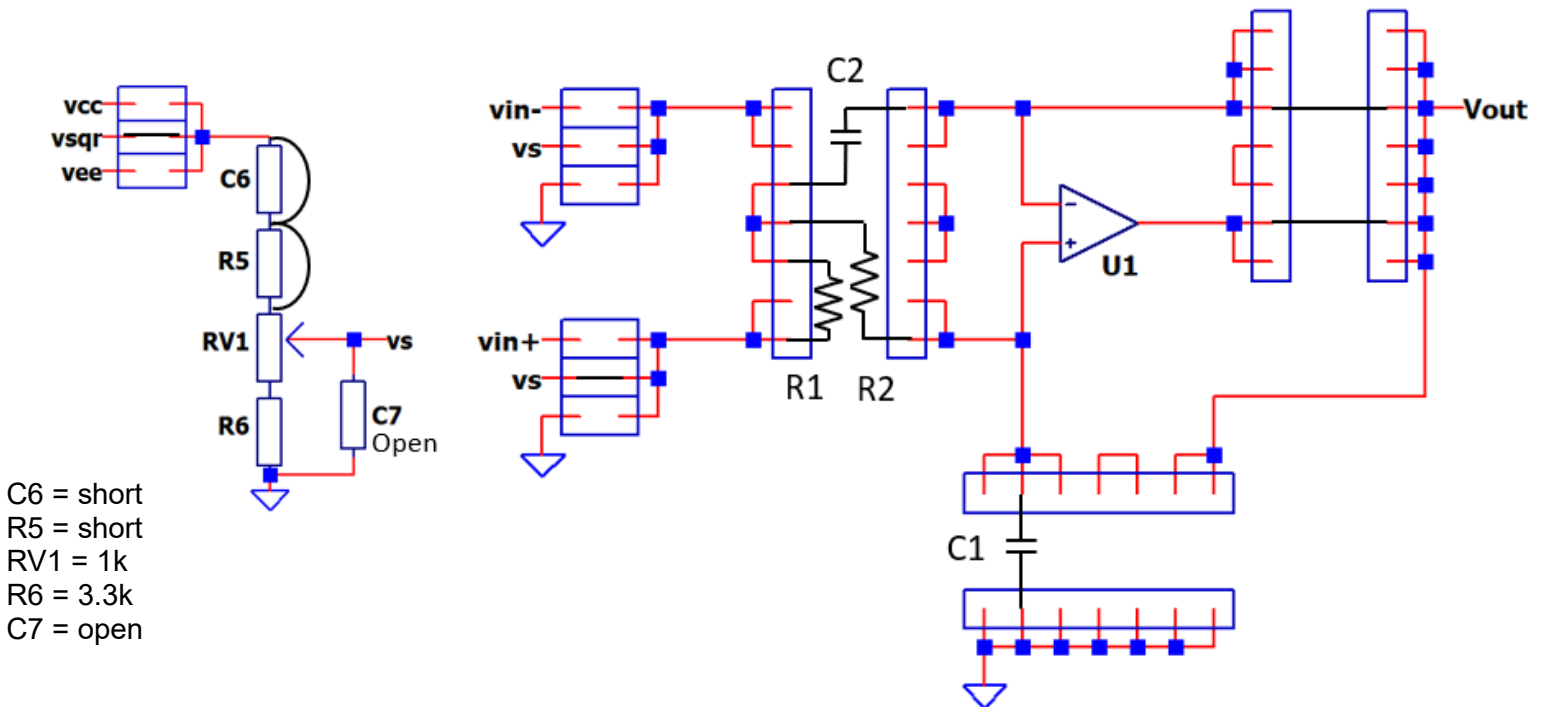 vcc
vsqr
vee
C6
R5
RV1
vs
R6
C7
Open
C6 = short
R5 = short
RV1 = 1k
R6 = 3.3k
C7 = open
vin-
vs
vin+
vs
C2
R1
R2
−
+
U1
Vout
C1